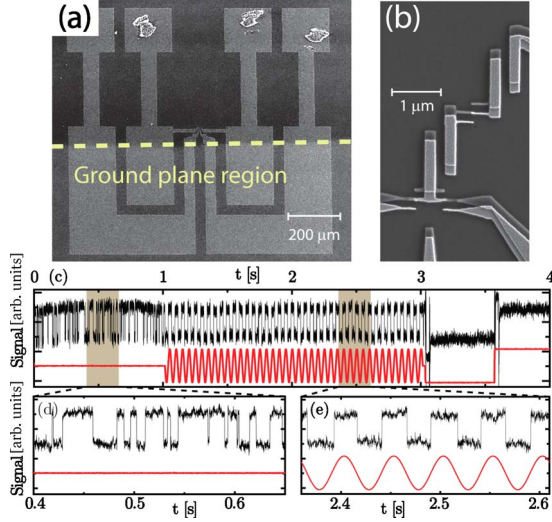 (a)
(b)
1 μm
Ground plane region
200 μm
0 (c) 1 t [s] 2 3 4
Signal [arb. units]
(d)
(e)
Signal [arb. units]
0.4 0.5 0.6
t [s]
2.4 2.5 2.6
t [s]